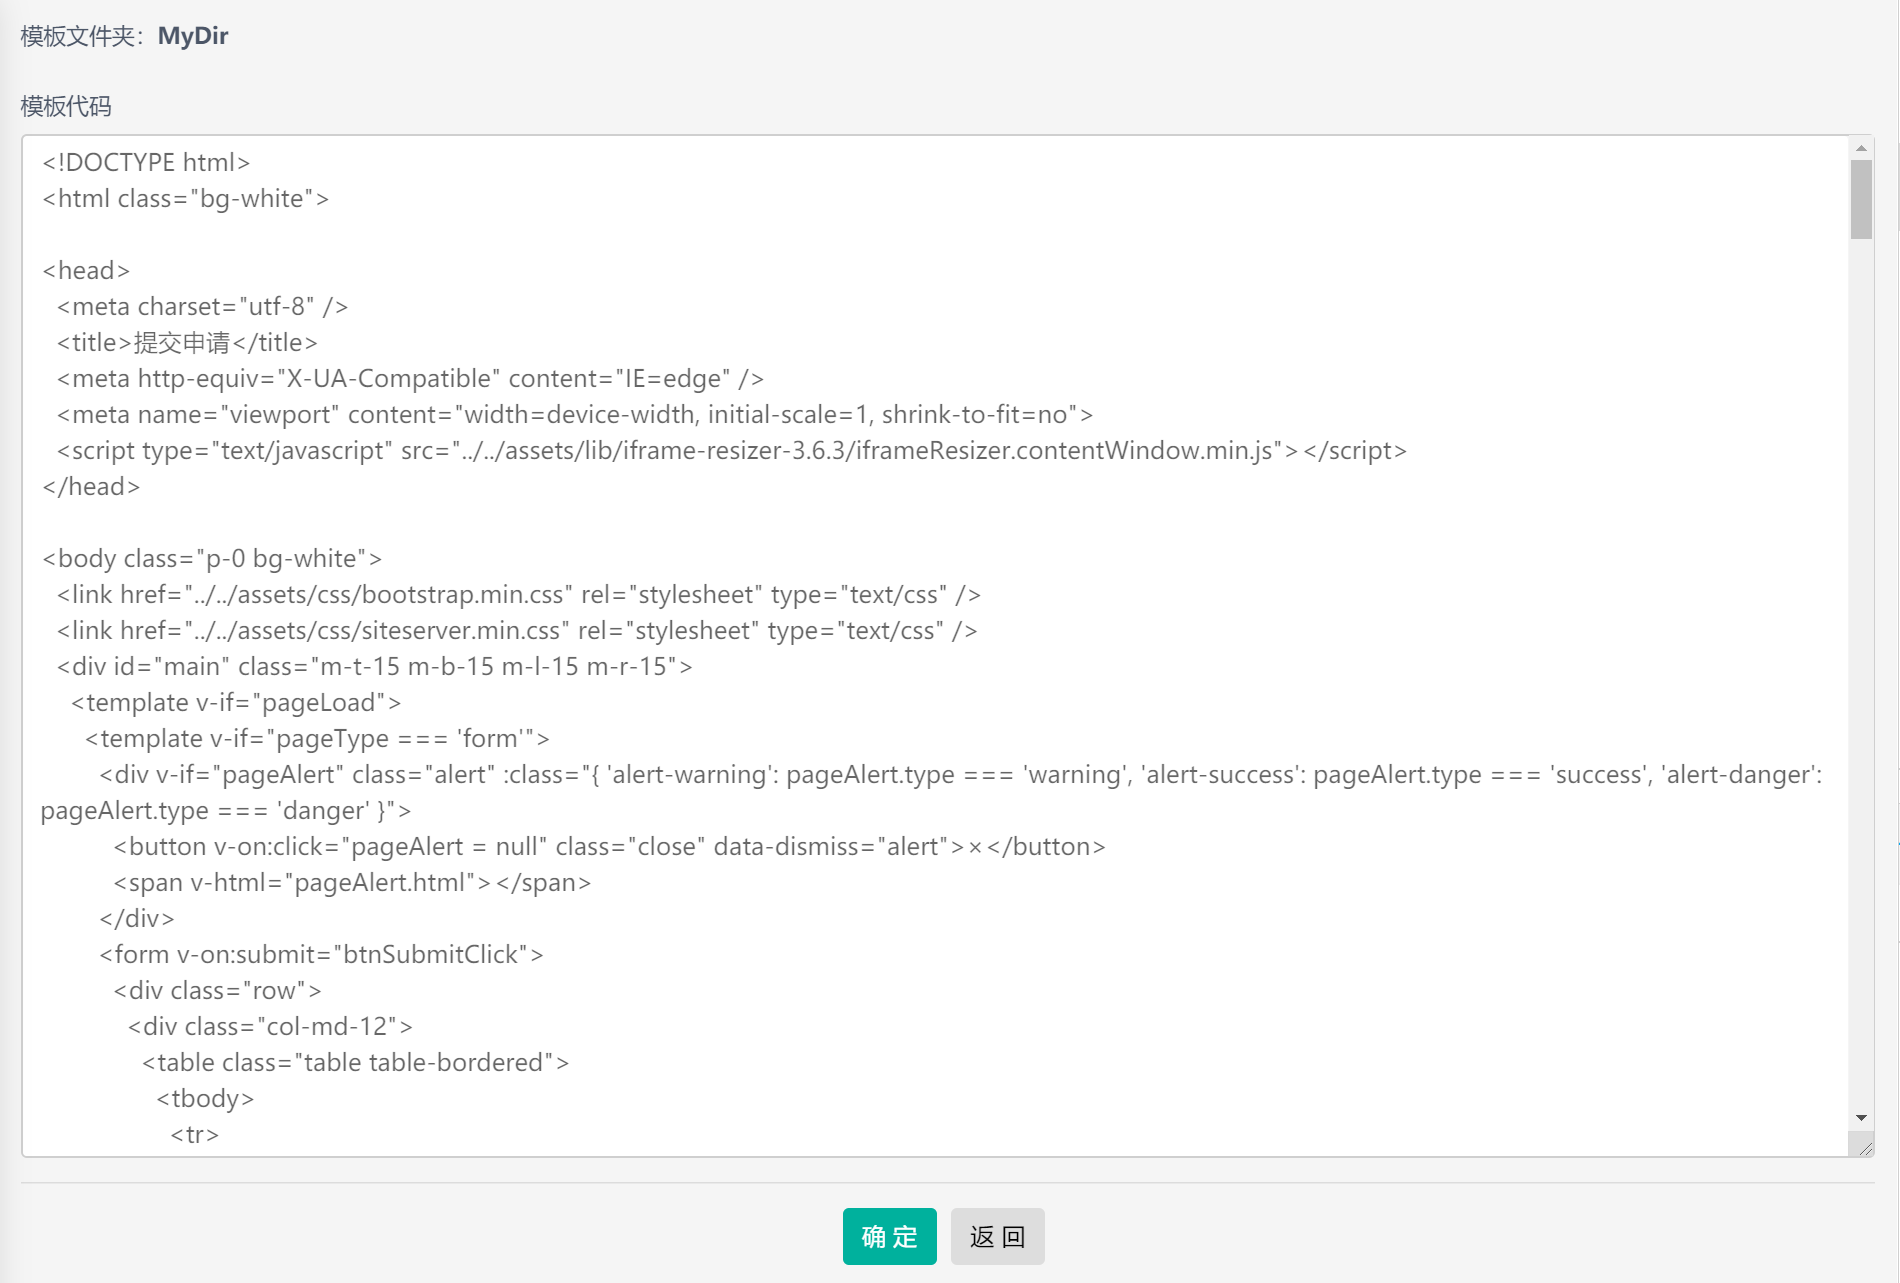 模板文件夹：MyDir
模板代码
<!DOCTYPE html>
<html class="bg-white">
<head>
<meta charset="utf-8" />
<title>提交申请</title>
<meta http-equiv="X-UA-Compatible" content="IE=edge" />
<meta name="viewport" content="width=device-width, initial-scale=1, shrink-to-fit=no">
<script type="text/javascript" src="../../assets/lib/iframe-resizer-3.6.3/iframeResizer.contentWindow.min.js"></script>
</head>
<body class="p-0 bg-white">
<link href="../../assets/css/bootstrap.min.css" rel="stylesheet" type="text/css" />
<link href="../../assets/css/siteserver.min.css" rel="stylesheet" type="text/css" />
<div id="main" class="m-t-15 m-b-15 m-l-15 m-r-15">
<template v-if="pageLoad">
<template v-if="pageType === 'form'">
<div v-if="pageAlert" class="alert" :class="{ 'alert-warning': pageAlert.type === 'warning', 'alert-success': pageAlert.type === 'success', 'alert-danger':
pageAlert.type === 'danger' }">
<button v-on:click="pageAlert = null" class="close" data-dismiss="alert">×</button>
<span v-html="pageAlert.html"></span>
</div>
<form v-on:submit="btnSubmitClick">
<div class="row">
<div class="col-md-12">
<table class="table table-bordered">
<tbody>
<tr>
确 定
返 回